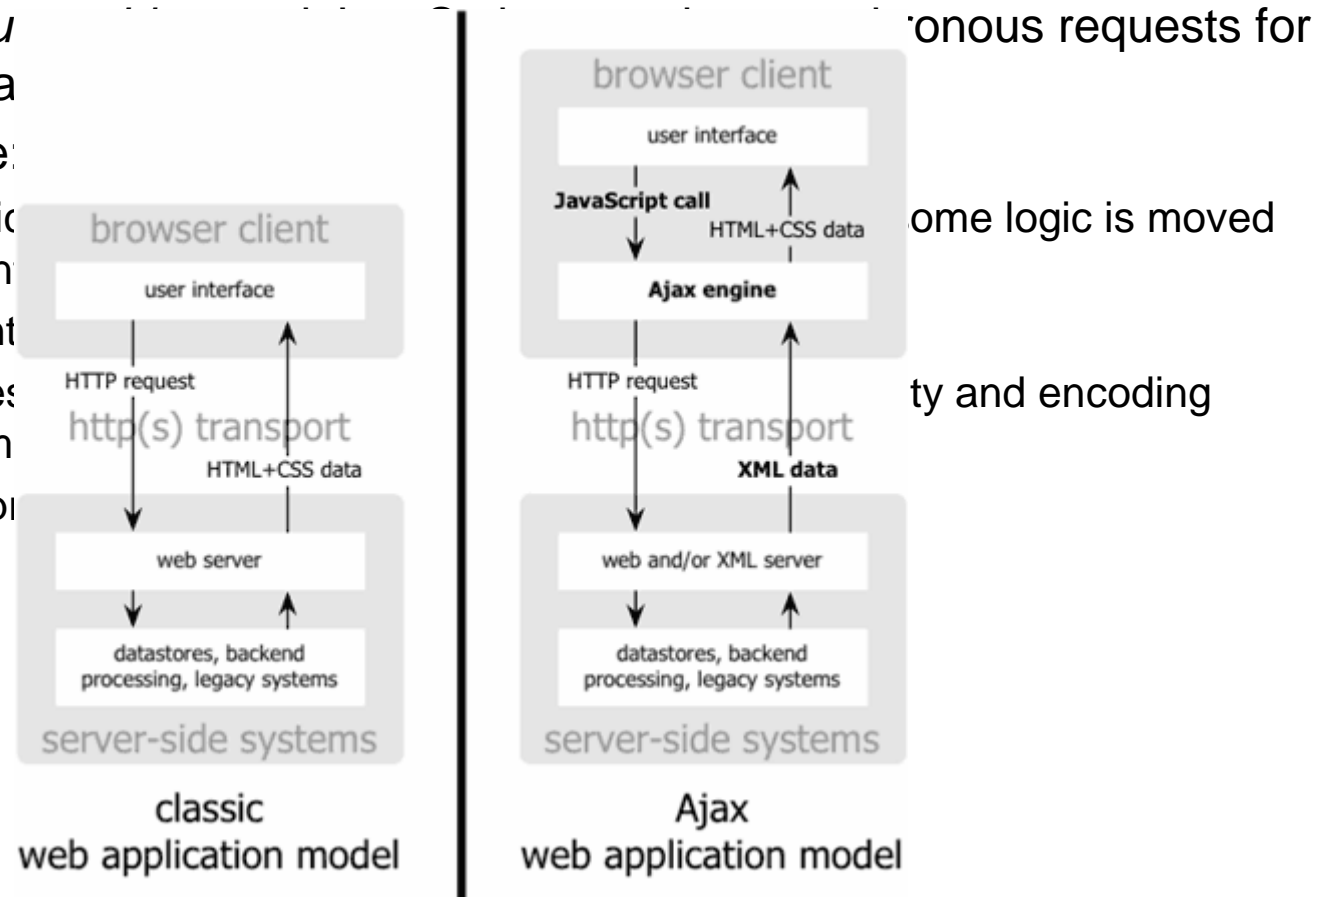 ronous requests for
ome logic is moved
ty and encoding
browser client
user interface
HTTP request
http(s) transport
HTML+CSS data
web server
datastores, backend
processing, legacy systems
server-side systems
classic
web application model
browser client
user interface
JavaScript call
HTML+CSS data
Ajax engine
HTTP request
http(s) transport
XML data
web and/or XML server
datastores, backend
processing, legacy systems
server-side systems
Ajax
web application model